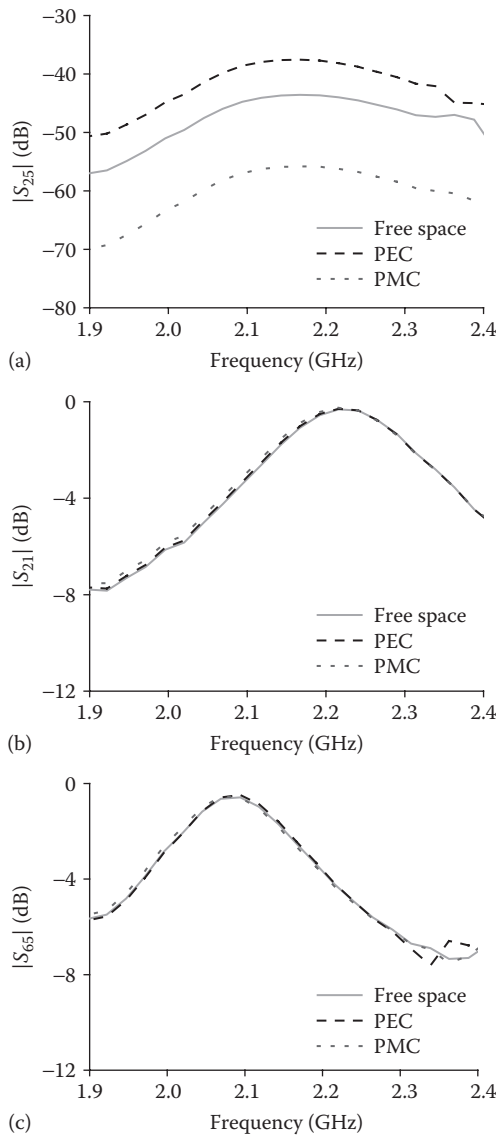 −30
−40
−50
−60
−70
−80
|S25| (dB)
Free space
PEC
PMC
1.9 2.0 2.1 2.2 2.3 2.4
(a) Frequency (GHz)
0
−4
−8
−12
|S21| (dB)
Free space
PEC
PMC
1.9 2.0 2.1 2.2 2.3 2.4
(b) Frequency (GHz)
0
−4
−8
−12
|S65| (dB)
Free space
PEC
PMC
1.9 2.0 2.1 2.2 2.3 2.4
(c) Frequency (GHz)